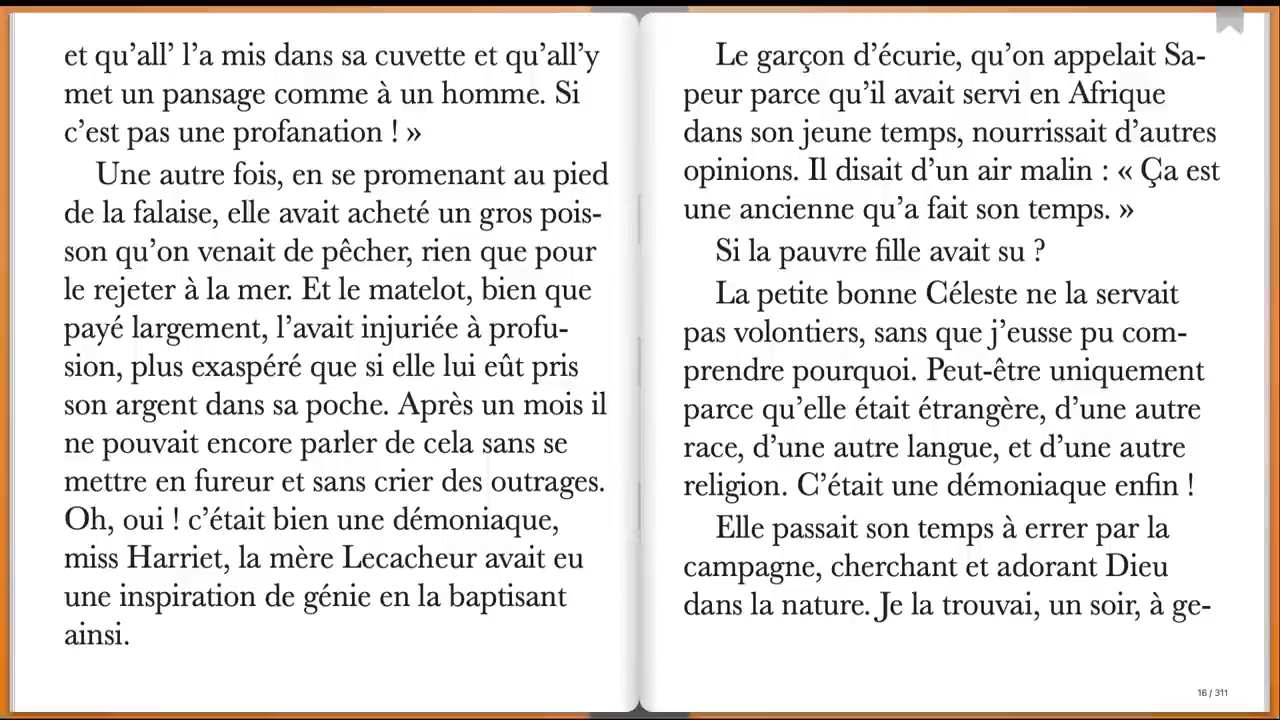 et qu’all’ l’a mis dans sa cuvette et qu’all’y
met un pansage comme à un homme. Si
c’est pas une profanation ! »
Une autre fois, en se promenant au pied
de la falaise, elle avait acheté un gros pois-
son qu’on venait de pêcher, rien que pour
le rejeter à la mer. Et le matelot, bien que
payé largement, l’avait injuriée à profu-
sion, plus exaspéré que si elle lui eût pris
son argent dans sa poche. Après un mois il
ne pouvait encore parler de cela sans se
mettre en fureur et sans crier des outrages.
Oh, oui ! c’était bien une démoniaque,
miss Harriet, la mère Lecacheur avait eu
une inspiration de génie en la baptisant
ainsi.
Le garçon d’écurie, qu’on appelait Sa-
peur parce qu’il avait servi en Afrique
dans son jeune temps, nourrissait d’autres
opinions. Il disait d’un air malin : « Ça est
une ancienne qu’a fait son temps. »
Si la pauvre fille avait su ?
La petite bonne Céleste ne la servait
pas volontiers, sans que j’eusse pu com-
prendre pourquoi. Peut-être uniquement
parce qu’elle était étrangère, d’une autre
race, d’une autre langue, et d’une autre
religion. C’était une démoniaque enfin !
Elle passait son temps à errer par la
campagne, cherchant et adorant Dieu
dans la nature. Je la trouvai, un soir, à ge-
16 / 311